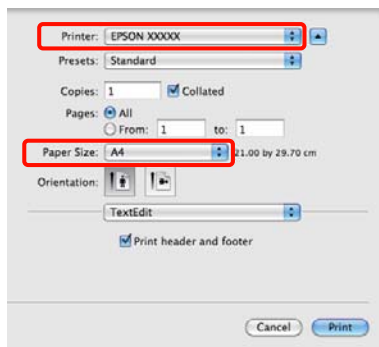 Printer: EPSON XXXXX
Presets: Standard
Copies: 1 Collated
Pages: All
From: 1 to: 1
Paper Size: A4 21.00 by 29.70 cm
Orientation:
TextEdit
Print header and footer
Cancel Print